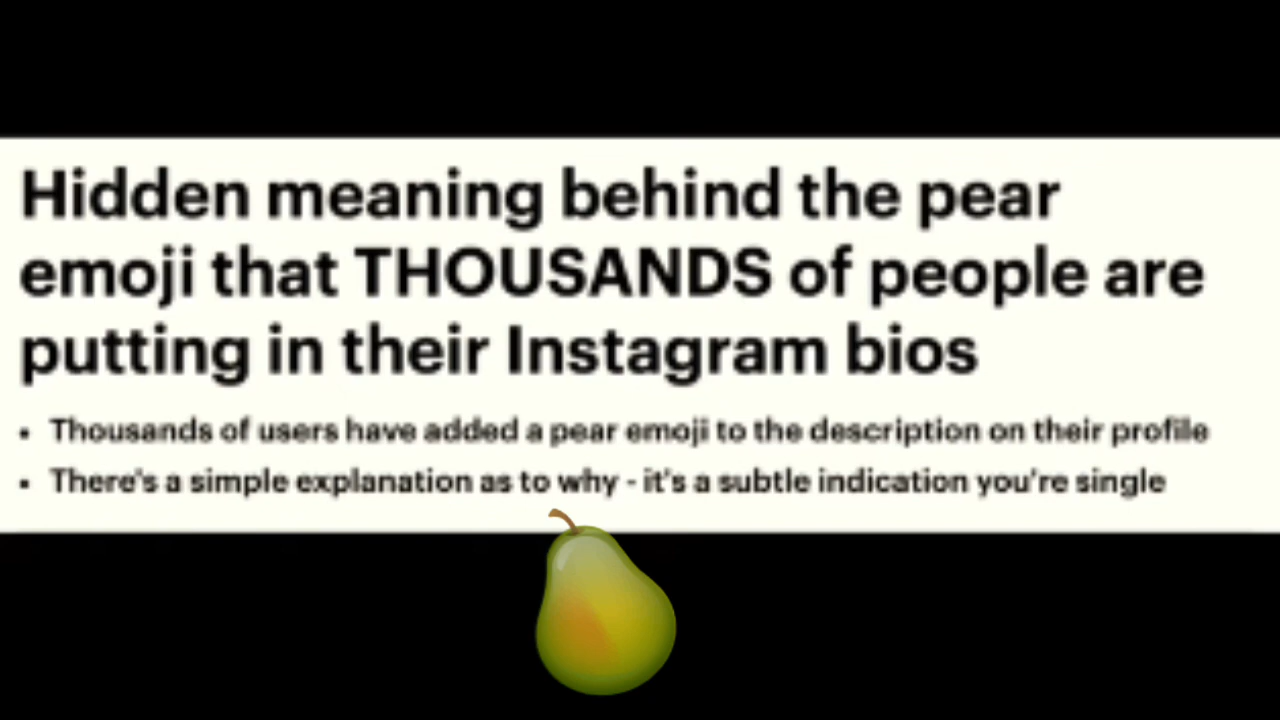 Hidden meaning behind the pear
emoji that THOUSANDS of people are
putting in their Instagram bios
• Thousands of users have added a pear emoji to the description on their profile
• There's a simple explanation as to why - it's a subtle indication you're single